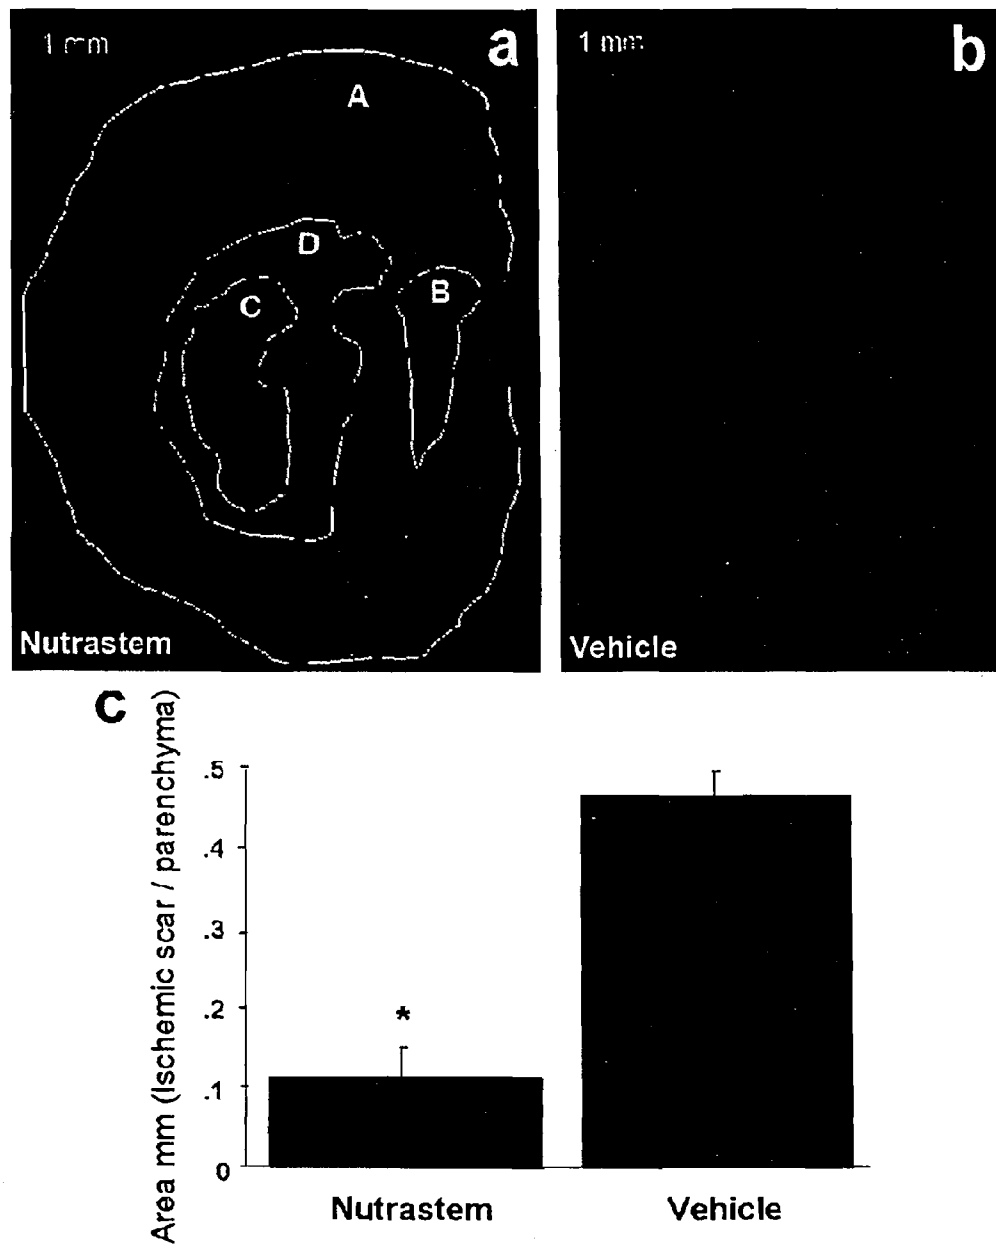 1 mm
a
A
D
C
B
Nutrastem
1 mm
b
Vehicle
c
Area mm (Ischemic scar / parenchyma)
.5
.4
.3
.2
.1
0
*
Nutrastem
Vehicle